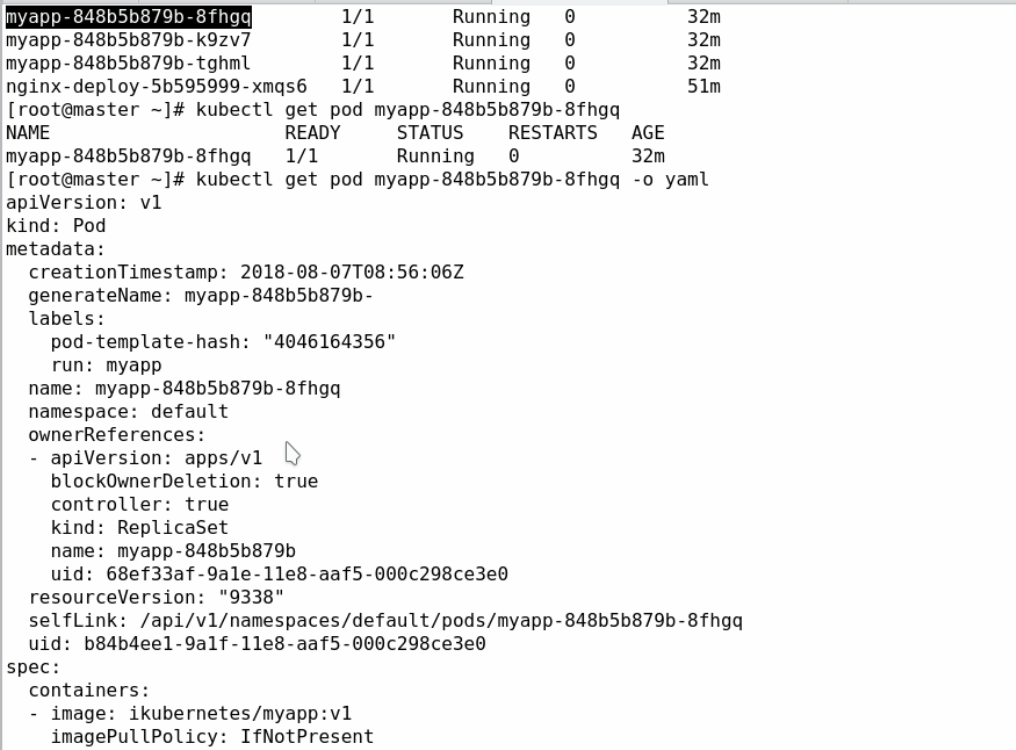 myapp-848b5b879b-8fhgq        1/1       Running   0          32m
myapp-848b5b879b-k9zv7        1/1       Running   0          32m
myapp-848b5b879b-tghml        1/1       Running   0          32m
nginx-deploy-5b595999-xmqs6   1/1       Running   0          51m
[root@master ~]# kubectl get pod myapp-848b5b879b-8fhgq
NAME                     READY     STATUS    RESTARTS   AGE
myapp-848b5b879b-8fhgq   1/1       Running   0          32m
[root@master ~]# kubectl get pod myapp-848b5b879b-8fhgq -o yaml
apiVersion: v1
kind: Pod
metadata:
  creationTimestamp: 2018-08-07T08:56:06Z
  generateName: myapp-848b5b879b-
  labels:
    pod-template-hash: "4046164356"
    run: myapp
  name: myapp-848b5b879b-8fhgq
  namespace: default
  ownerReferences:
  - apiVersion: apps/v1
    blockOwnerDeletion: true
    controller: true
    kind: ReplicaSet
    name: myapp-848b5b879b
    uid: 68ef33af-9a1e-11e8-aaf5-000c298ce3e0
  resourceVersion: "9338"
  selfLink: /api/v1/namespaces/default/pods/myapp-848b5b879b-8fhgq
  uid: b84b4ee1-9a1f-11e8-aaf5-000c298ce3e0
spec:
  containers:
  - image: ikubernetes/myapp:v1
    imagePullPolicy: IfNotPresent